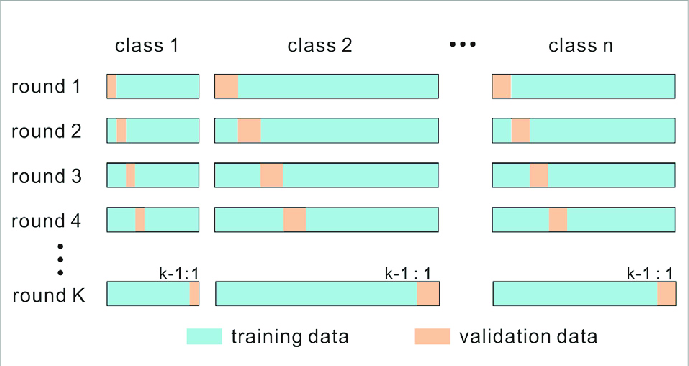 class 1 class 2 ••• class n
round 1
round 2
round 3
round 4
k-1:1 k-1 : 1 k-1 : 1
round K
training data validation data